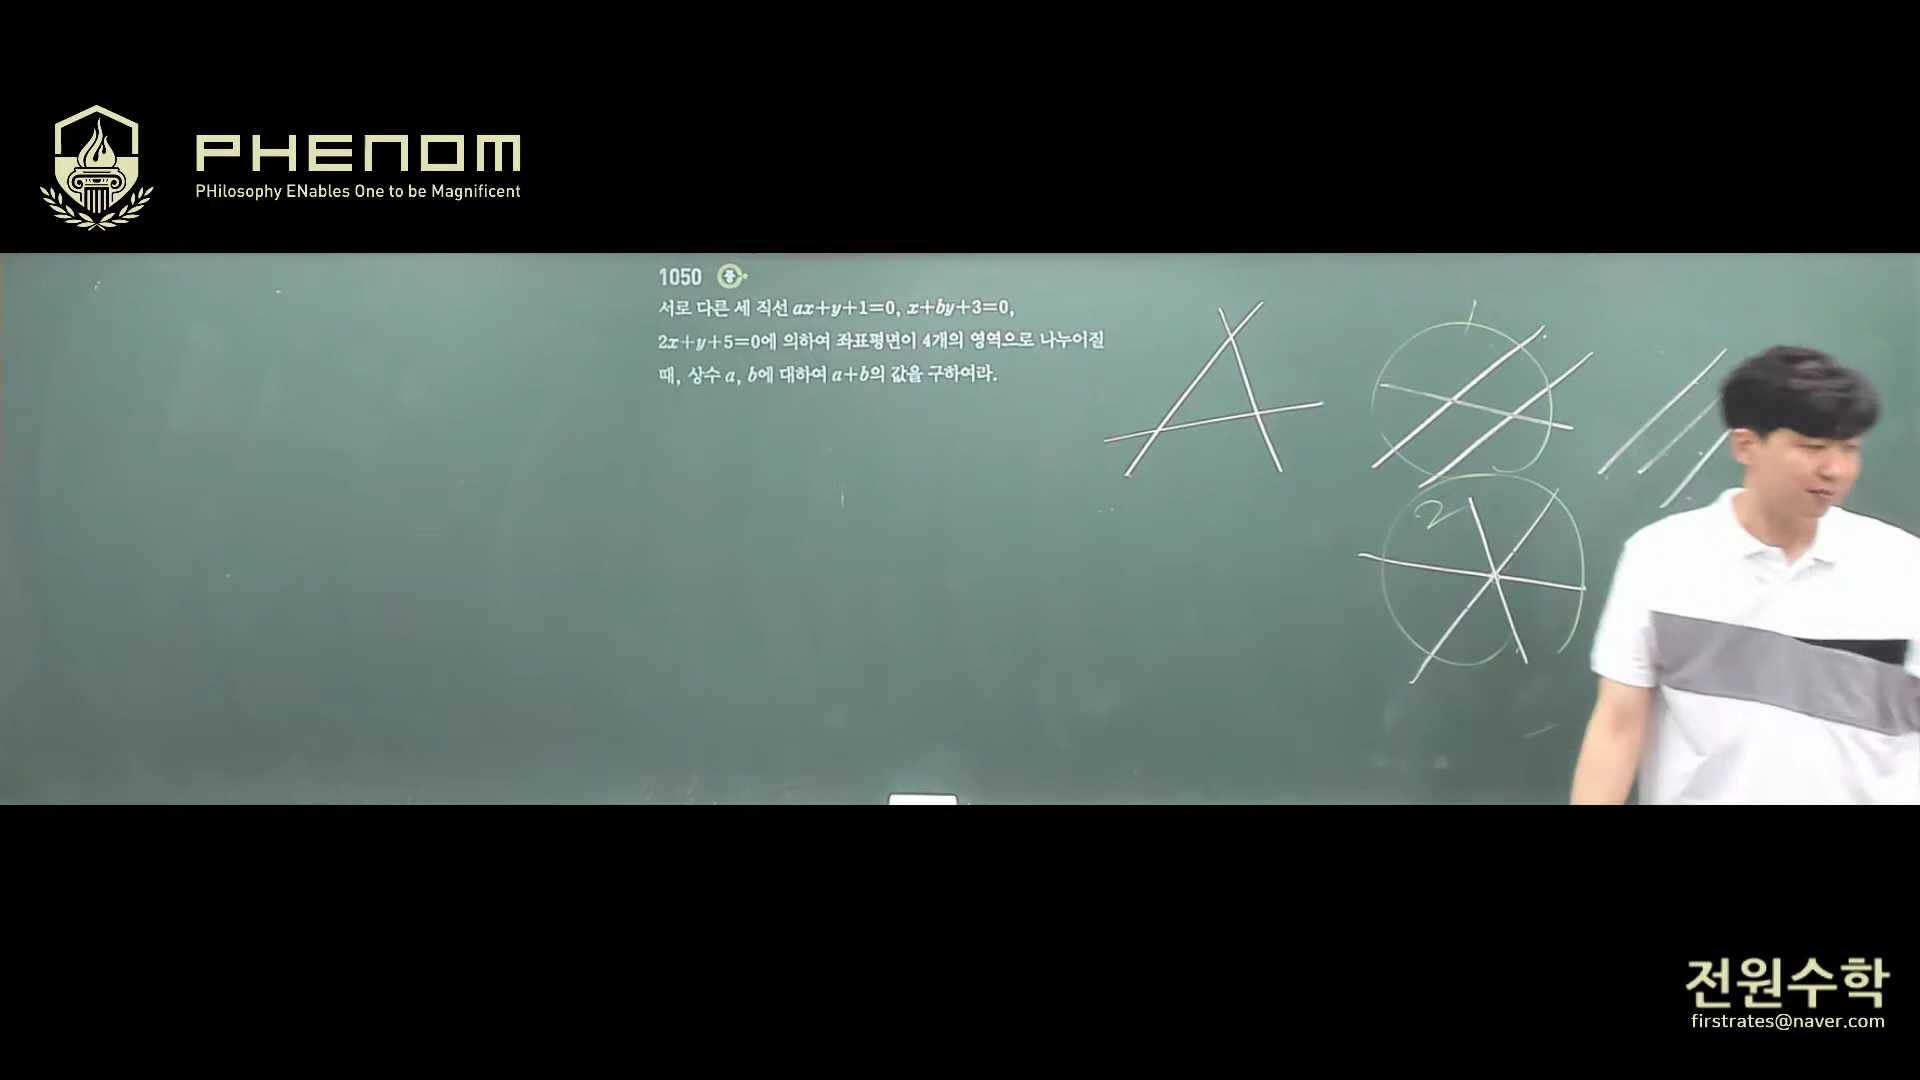 PHENOM
PHilosophy ENables One to be Magnificent
1050 중
서로 다른 세 직선 ax+y+1=0, x+by+3=0,
2x+y+5=0에 의하여 좌표평면이 4개의 영역으로 나누어질
때, 상수 a, b에 대하여 a+b의 값을 구하여라.
2
전원수학
firstrates@naver.com